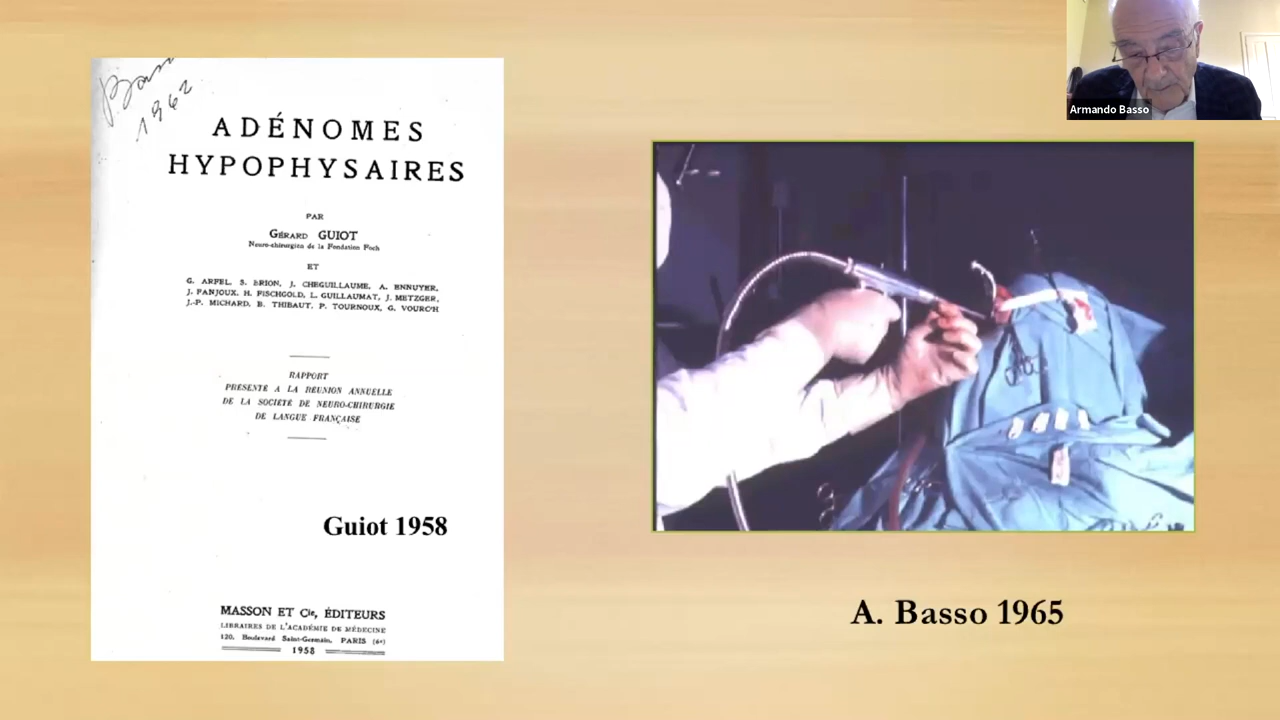 Bas
1962
ADÉNOMES
HYPOPHYSAIRES
PAR
GÉRARD GUIOT
Neuro-chirurgien de la Fondation Foch
ET
G. ARFEL, S. BRION, J. CHEGUILLAUME, A. ENNUYER,
J. FANJOUX, H. FISCHGOLD, L. GUILLAUMAT, J. METZGER,
J.-P. MICHARD, B. THIBAUT, P. TOURNOUX, G. VOURC'H
RAPPORT
PRÉSENTÉ A LA RÉUNION ANNUELLE
DE LA SOCIÉTÉ DE NEURO-CHIRURGIE
DE LANGUE FRANÇAISE
Guiot 1958
MASSON ET Cie, ÉDITEURS
LIBRAIRES DE L'ACADÉMIE DE MÉDECINE
120, Boulevard Saint-Germain, PARIS (6e)
1958
Armando Basso
A. Basso 1965